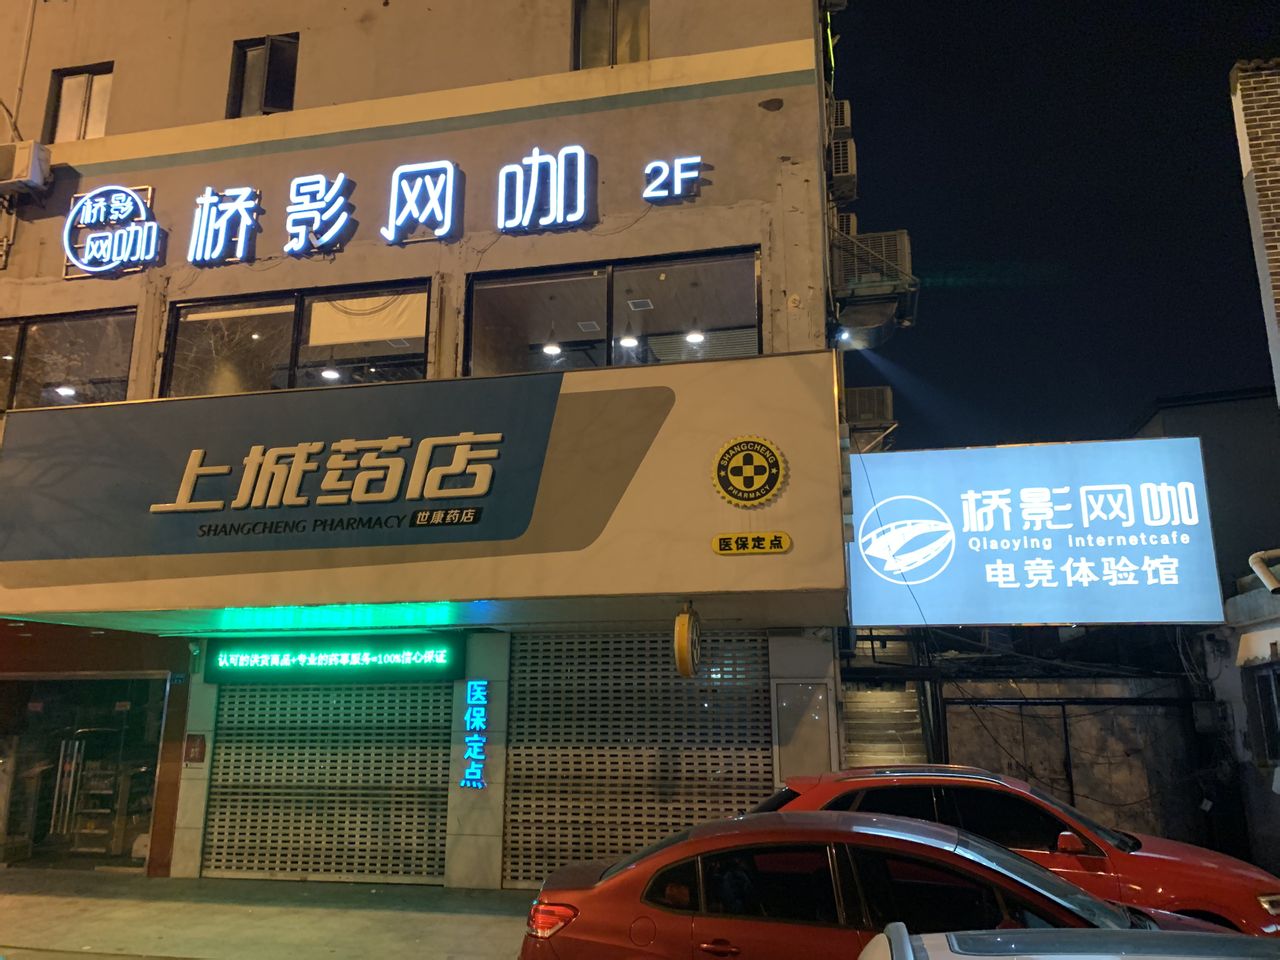 桥影
网咖
桥影网咖 2F
上城药店
SHANGCHENG PHARMACY 世康药店
SHANGCHENG
PHARMACY
医保定点
桥影网咖
Qiaoying internetcafe
电竞体验馆
认可的供货商品+专业的药事服务=100%信心保证
医保定点